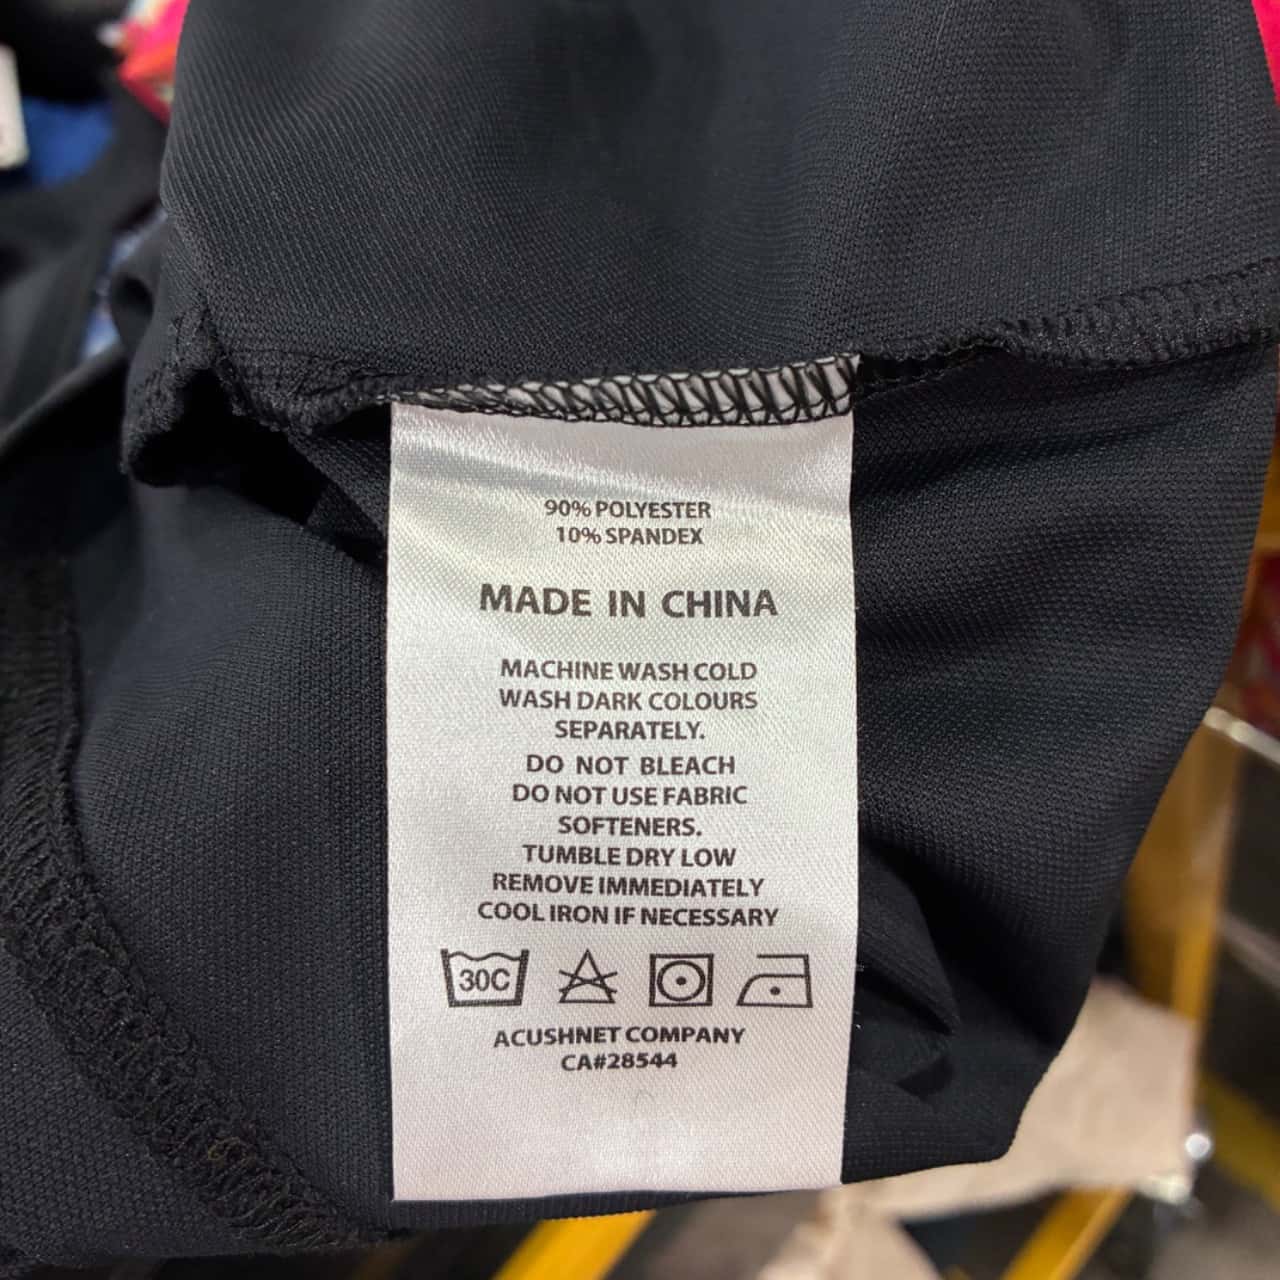 90% POLYESTER
10% SPANDEX
MADE IN CHINA
MACHINE WASH COLD
WASH DARK COLOURS
SEPARATELY.
DO NOT BLEACH
DO NOT USE FABRIC
SOFTENERS.
TUMBLE DRY LOW
REMOVE IMMEDIATELY
COOL IRON IF NECESSARY
30C
ACUSHNET COMPANY
CA#28544